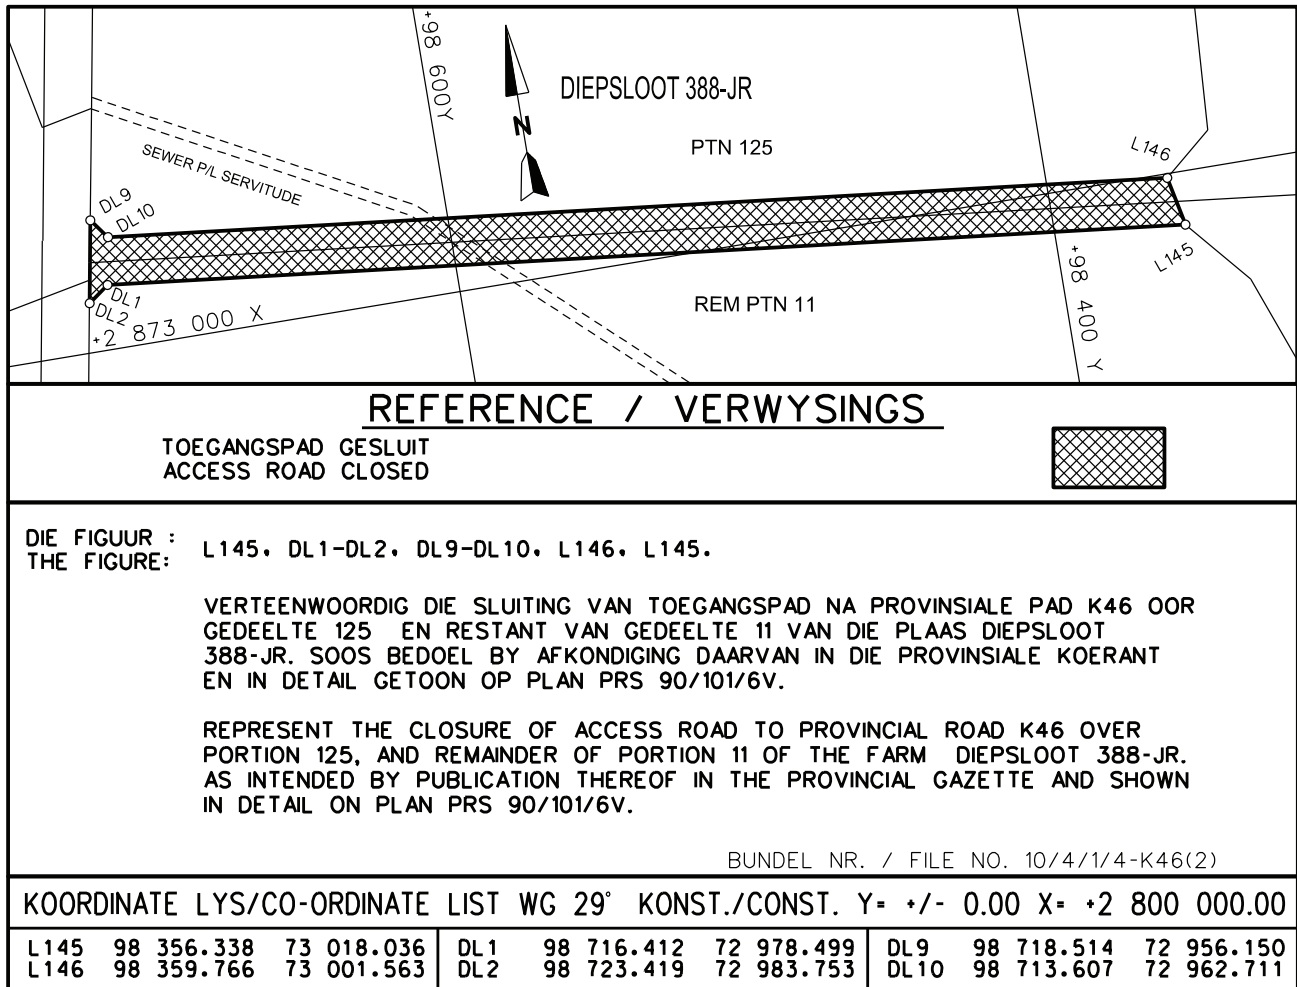 +98 600Y
DIEPSLOOT 388-JR
N
PTN 125
L146
SEWER P/L SERVITUDE
DL9
DL10
L145
DL1
DL2
+2 873 000 X
REM PTN 11
+98 400 Y
REFERENCE / VERWYSINGS
TOEGANGSPAD GESLUIT
ACCESS ROAD CLOSED
DIE FIGUUR :
THE FIGURE:
L145, DL1-DL2, DL9-DL10, L146, L145.
VERTEENWOORDIG DIE SLUITING VAN TOEGANGSPAD NA PROVINSIALE PAD K46 OOR
GEDEELTE 125 EN RESTANT VAN GEDEELTE 11 VAN DIE PLAAS DIEPSLOOT
388-JR. SOOS BEDOEL BY AFKONDIGING DAARVAN IN DIE PROVINSIALE KOERANT
EN IN DETAIL GETOON OP PLAN PRS 90/101/6V.
REPRESENT THE CLOSURE OF ACCESS ROAD TO PROVINCIAL ROAD K46 OVER
PORTION 125, AND REMAINDER OF PORTION 11 OF THE FARM DIEPSLOOT 388-JR.
AS INTENDED BY PUBLICATION THEREOF IN THE PROVINCIAL GAZETTE AND SHOWN
IN DETAIL ON PLAN PRS 90/101/6V.
BUNDEL NR. / FILE NO. 10/4/1/4-K46(2)
KOORDINATE LYS/CO-ORDINATE LIST WG 29° KONST./CONST. Y= +/- 0.00 X= +2 800 000.00
L145 98 356.338 73 018.036 DL1 98 716.412 72 978.499 DL9 98 718.514 72 956.150
L146 98 359.766 73 001.563 DL2 98 723.419 72 983.753 DL10 98 713.607 72 962.711